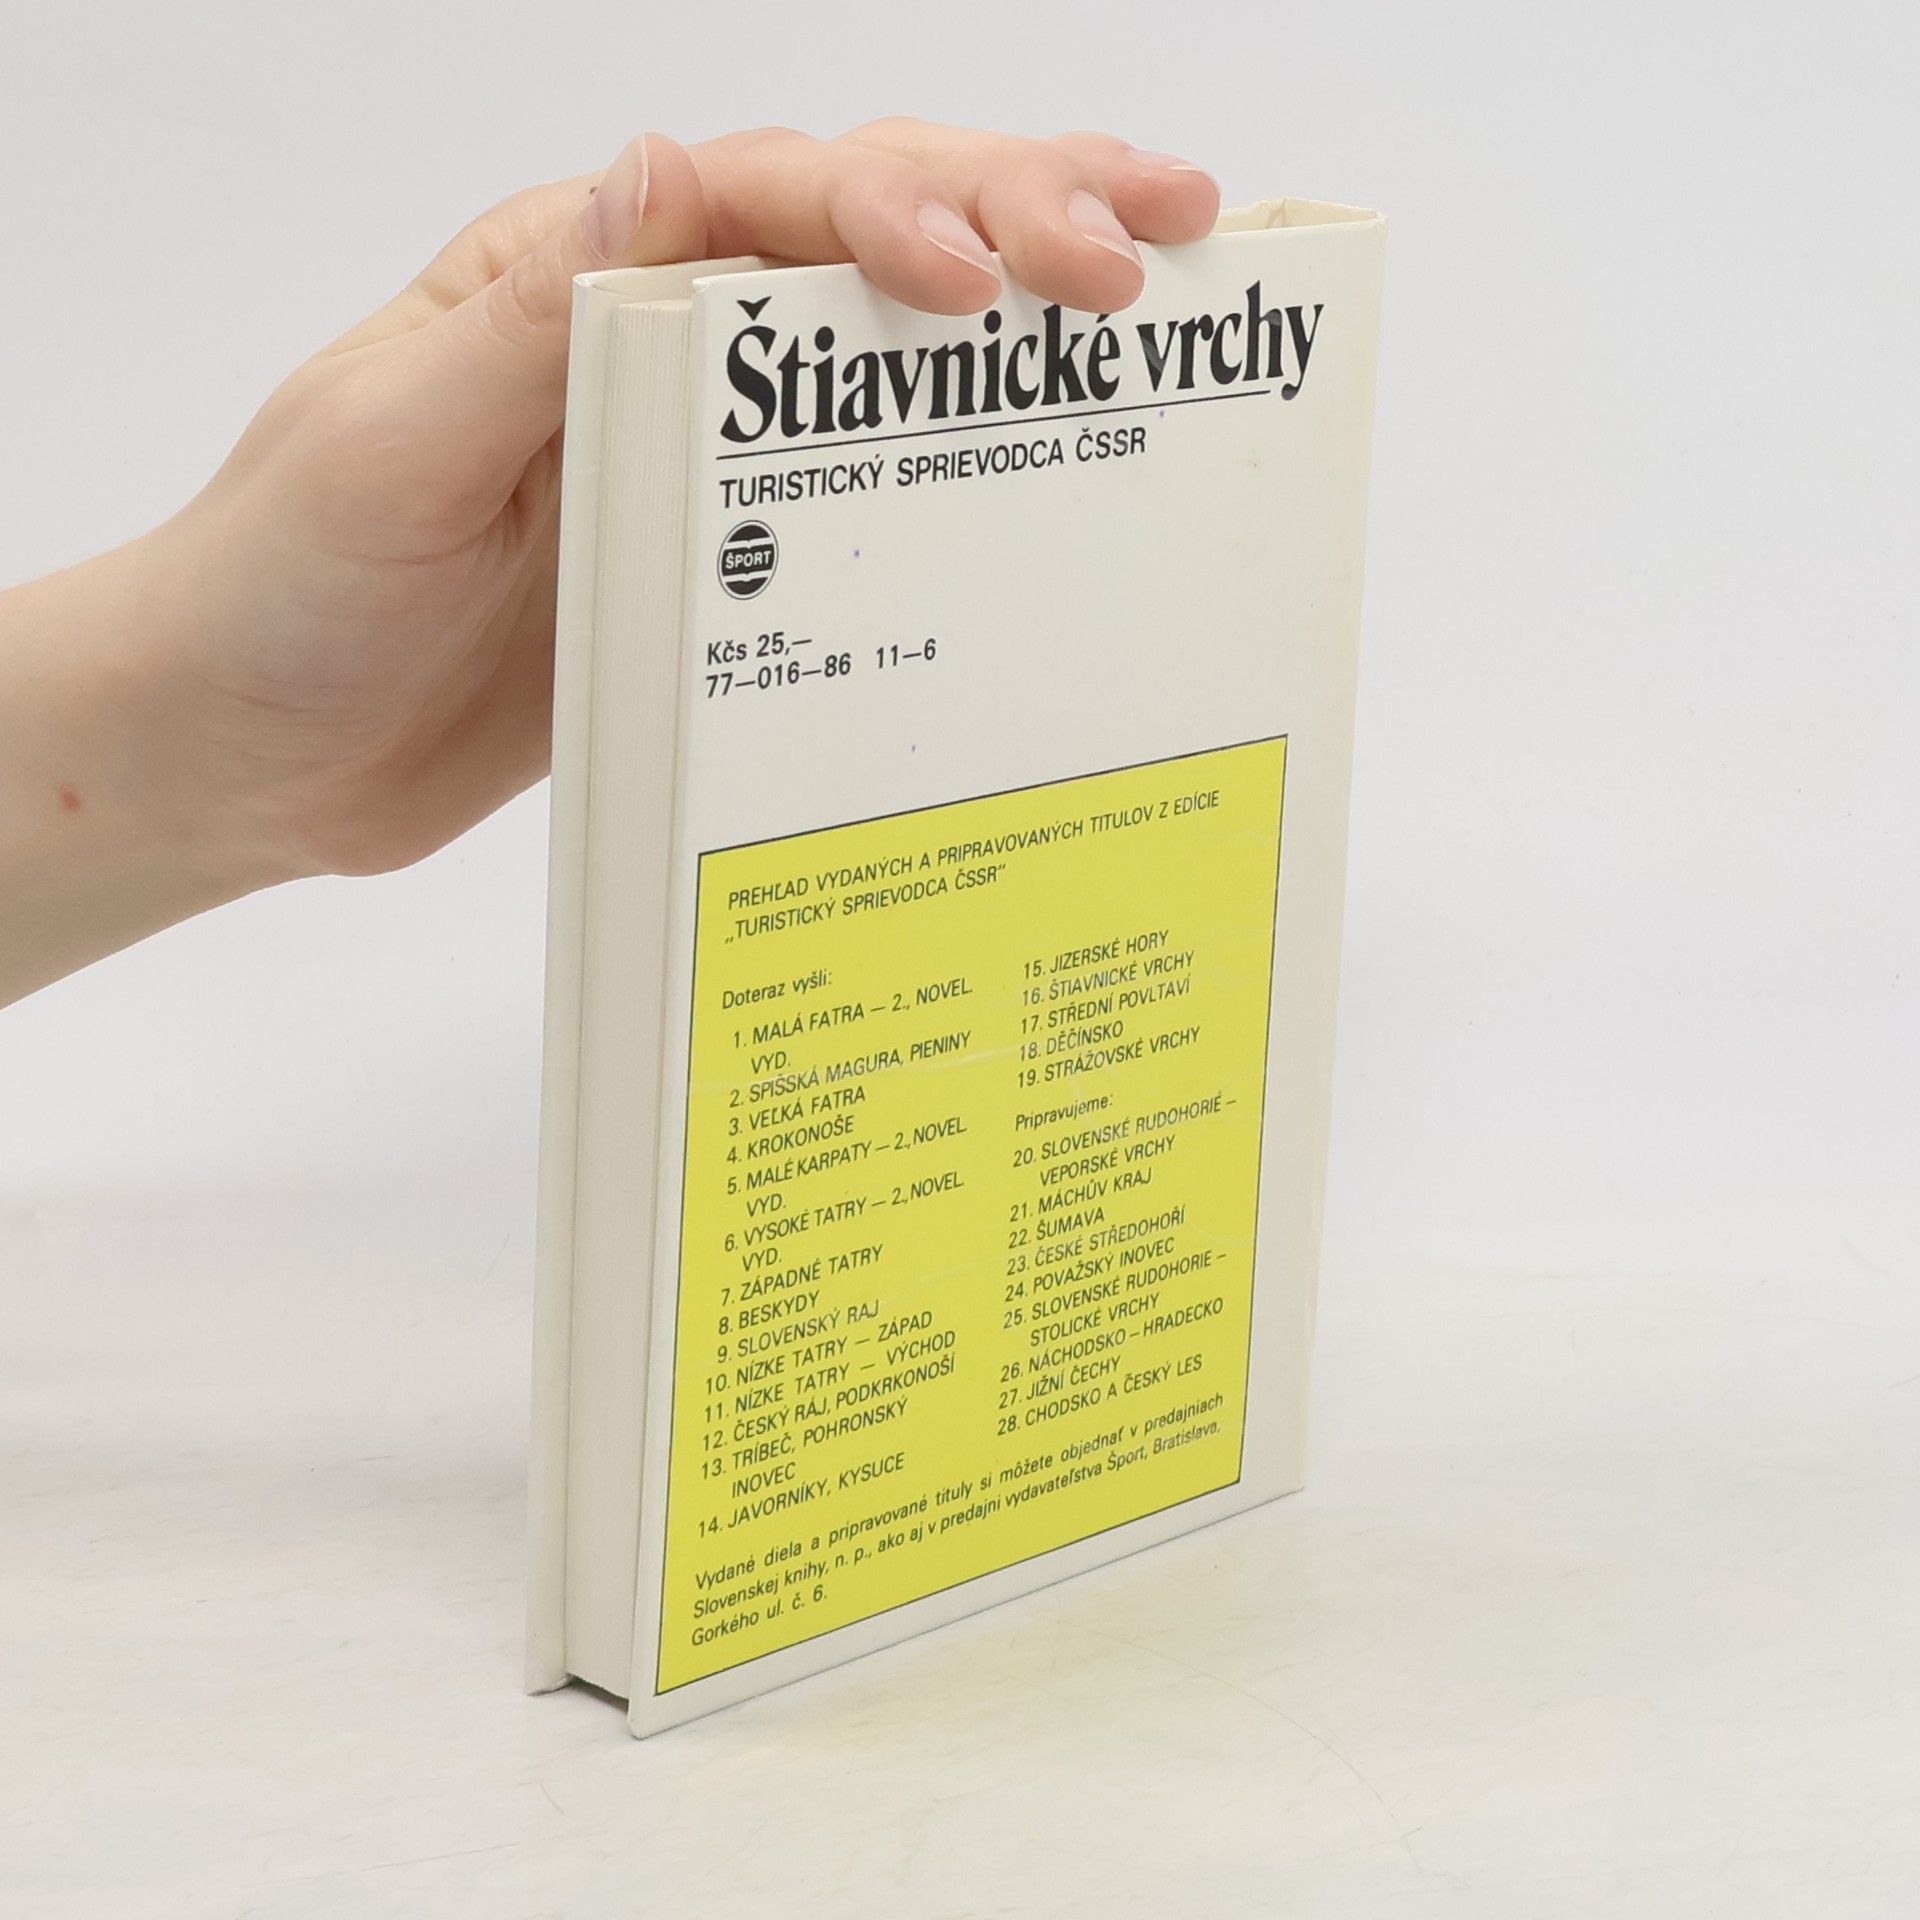 Štiavnické vrchy
TURISTICKÝ SPRIEVODCA ČSSR
ŠPORT
Kčs 25,—
77—016—86 11—6
PREHĽAD VYDANÝCH A PRIPRAVOVANÝCH TITULOV Z EDÍCIE
„TURISTICKÝ SPRIEVODCA ČSSR“
Doteraz vyšli:
1. MALÁ FATRA — 2., NOVEL.
VYD.
2. SPIŠSKÁ MAGURA, PIENINY
3. VEĽKÁ FATRA
4. KROKONOŠE
5. MALÉ KARPATY — 2., NOVEL.
VYD.
6. VYSOKÉ TATRY — 2., NOVEL.
VYD.
7. ZÁPADNÉ TATRY
8. BESKYDY
9. SLOVENSKÝ RAJ
10. NÍZKE TATRY — ZÁPAD
11. NÍZKE TATRY — VÝCHOD
12. ČESKÝ RÁJ, PODKRKONOŠÍ
13. TRÍBEČ, POHRONSKÝ
INOVEC
14. JAVORNÍKY, KYSUCE
15. JIZERSKÉ HORY
16. ŠTIAVNICKÉ VRCHY
17. STŘEDNÍ POVLTAVÍ
18. DĚČÍNSKO
19. STRÁŽOVSKÉ VRCHY
Pripravujeme:
20. SLOVENSKÉ RUDOHORIE —
VEPORSKÉ VRCHY
21. MÁCHŮV KRAJ
22. ŠUMAVA
23. ČESKÉ STŘEDOHOŘÍ
24. POVAŽSKÝ INOVEC
25. SLOVENSKÉ RUDOHORIE —
STOLICKÉ VRCHY
26. NÁCHODSKO — HRADECKO
27. JIŽNÍ ČECHY
28. CHODSKO A ČESKÝ LES
Vydané diela a pripravované tituly si môžete objednať v predajniach
Slovenskej knihy, n. p., ako aj v predajni vydavateľstva Šport, Bratislava,
Gorkého ul. č. 6.